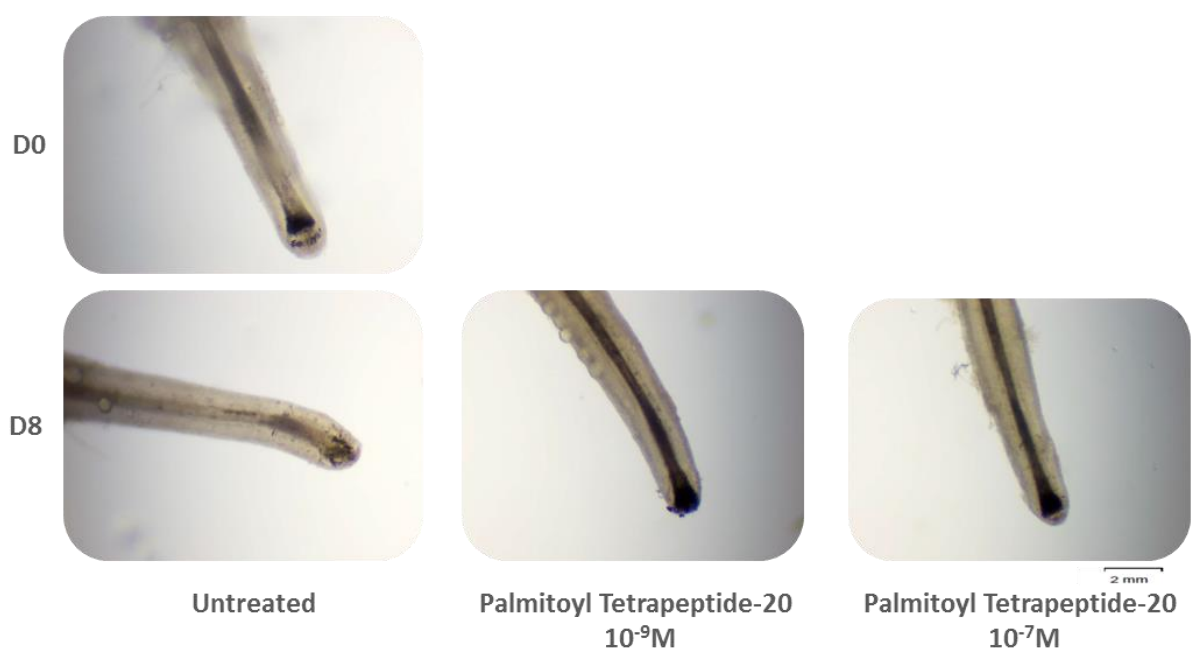 D0
D8
2 mm
Untreated
Palmitoyl Tetrapeptide-20
10⁻⁹M
Palmitoyl Tetrapeptide-20
10⁻⁷M